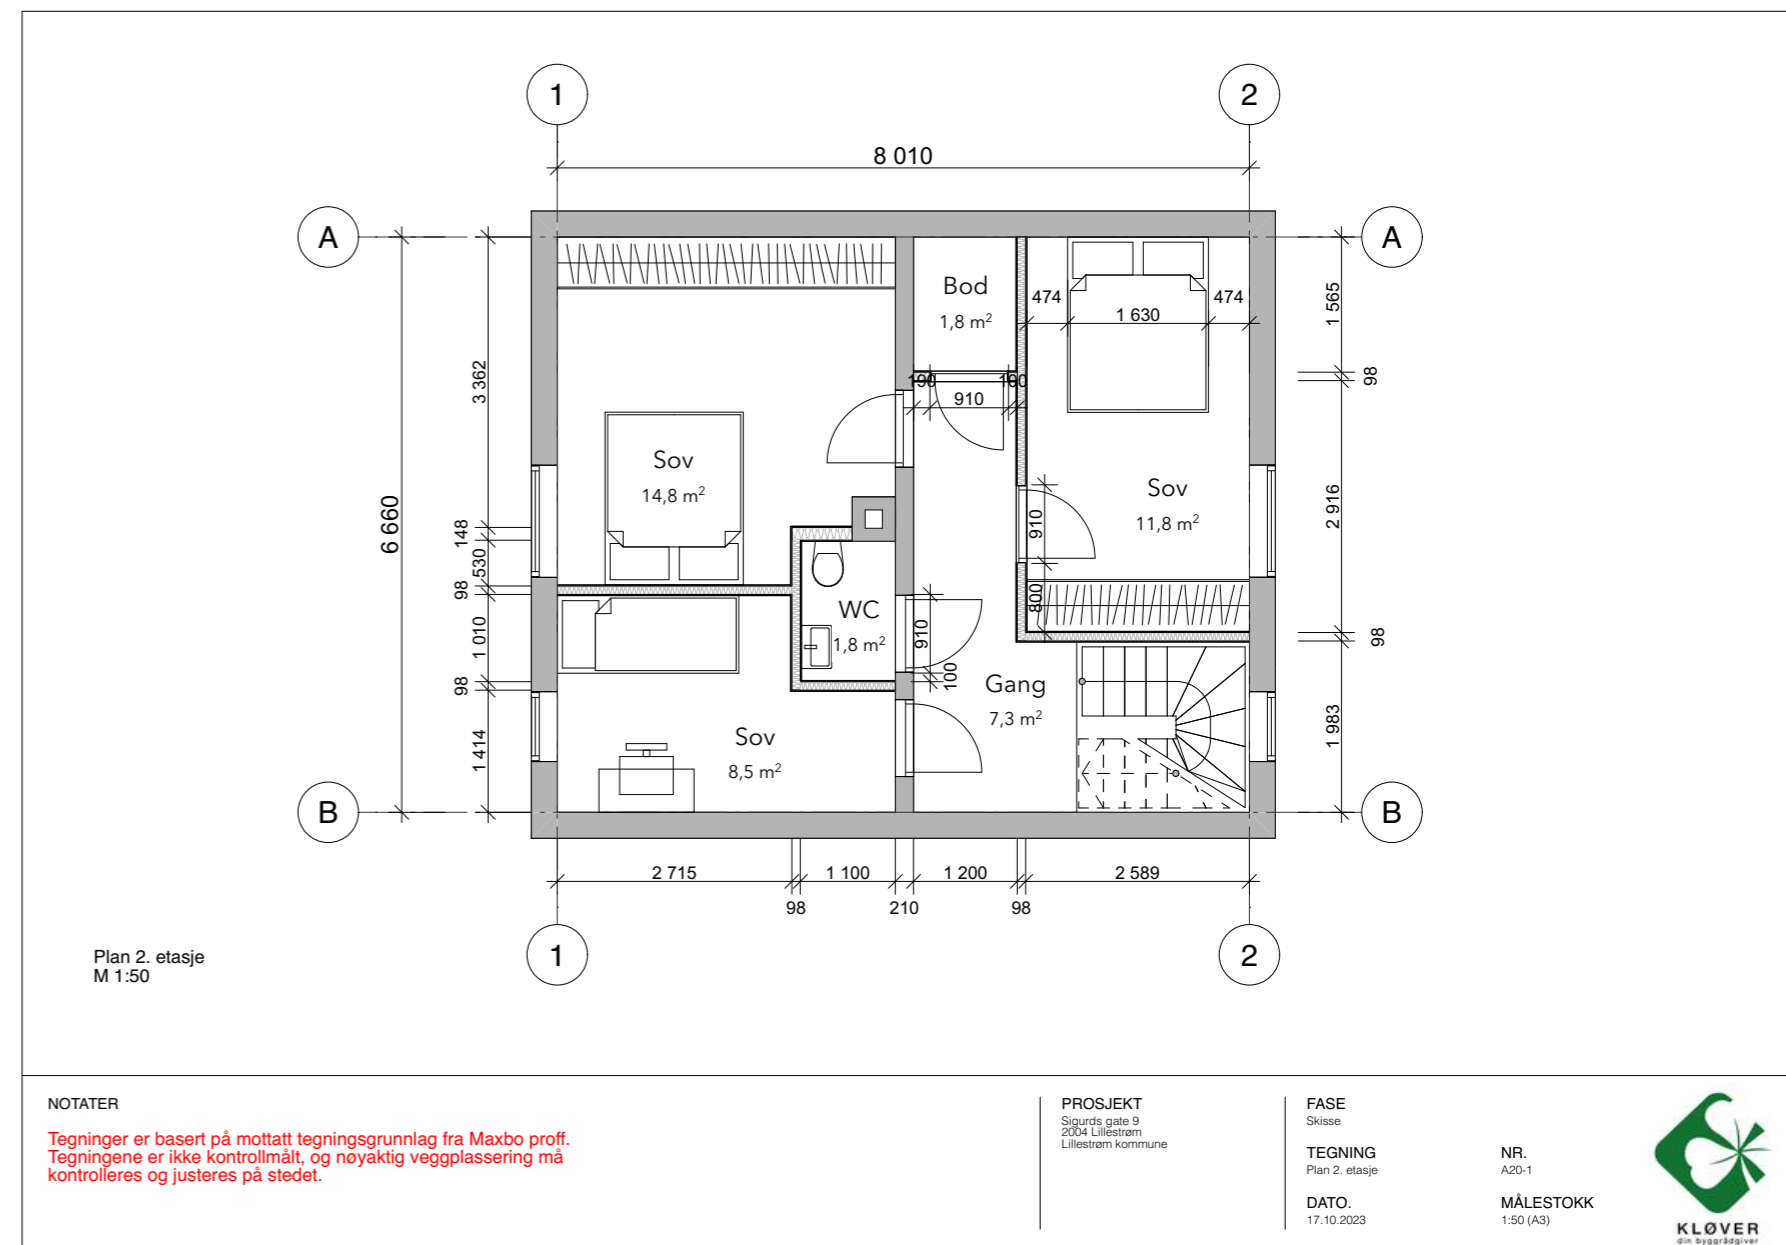 1
2
8 010
A
A
6 660
3 362
148
530
98
1 010
98
1 414
Bod
1,8 m²
474
1 630
474
190
910
100
1 565
98
2 916
98
1 983
Sov
14,8 m²
Sov
11,8 m²
910
800
WC
1,8 m²
910
100
Gang
7,3 m²
Sov
8,5 m²
B
B
2 715
1 100
1 200
2 589
98
210
98
1
2
Plan 2. etasje
M 1:50
NOTATER
Tegninger er basert på mottatt tegningsgrunnlag fra Maxbo proff.
Tegningene er ikke kontrollmålt, og nøyaktig veggplassering må
kontrolleres og justeres på stedet.
PROSJEKT
Sigurds gate 9
2004 Lillestrøm
Lillestrøm kommune
FASE
Skisse
TEGNING
Plan 2. etasje
NR.
A20-1
DATO.
17.10.2023
MÅLESTOKK
1:50 (A3)
KLØVER
din byggrådgiver